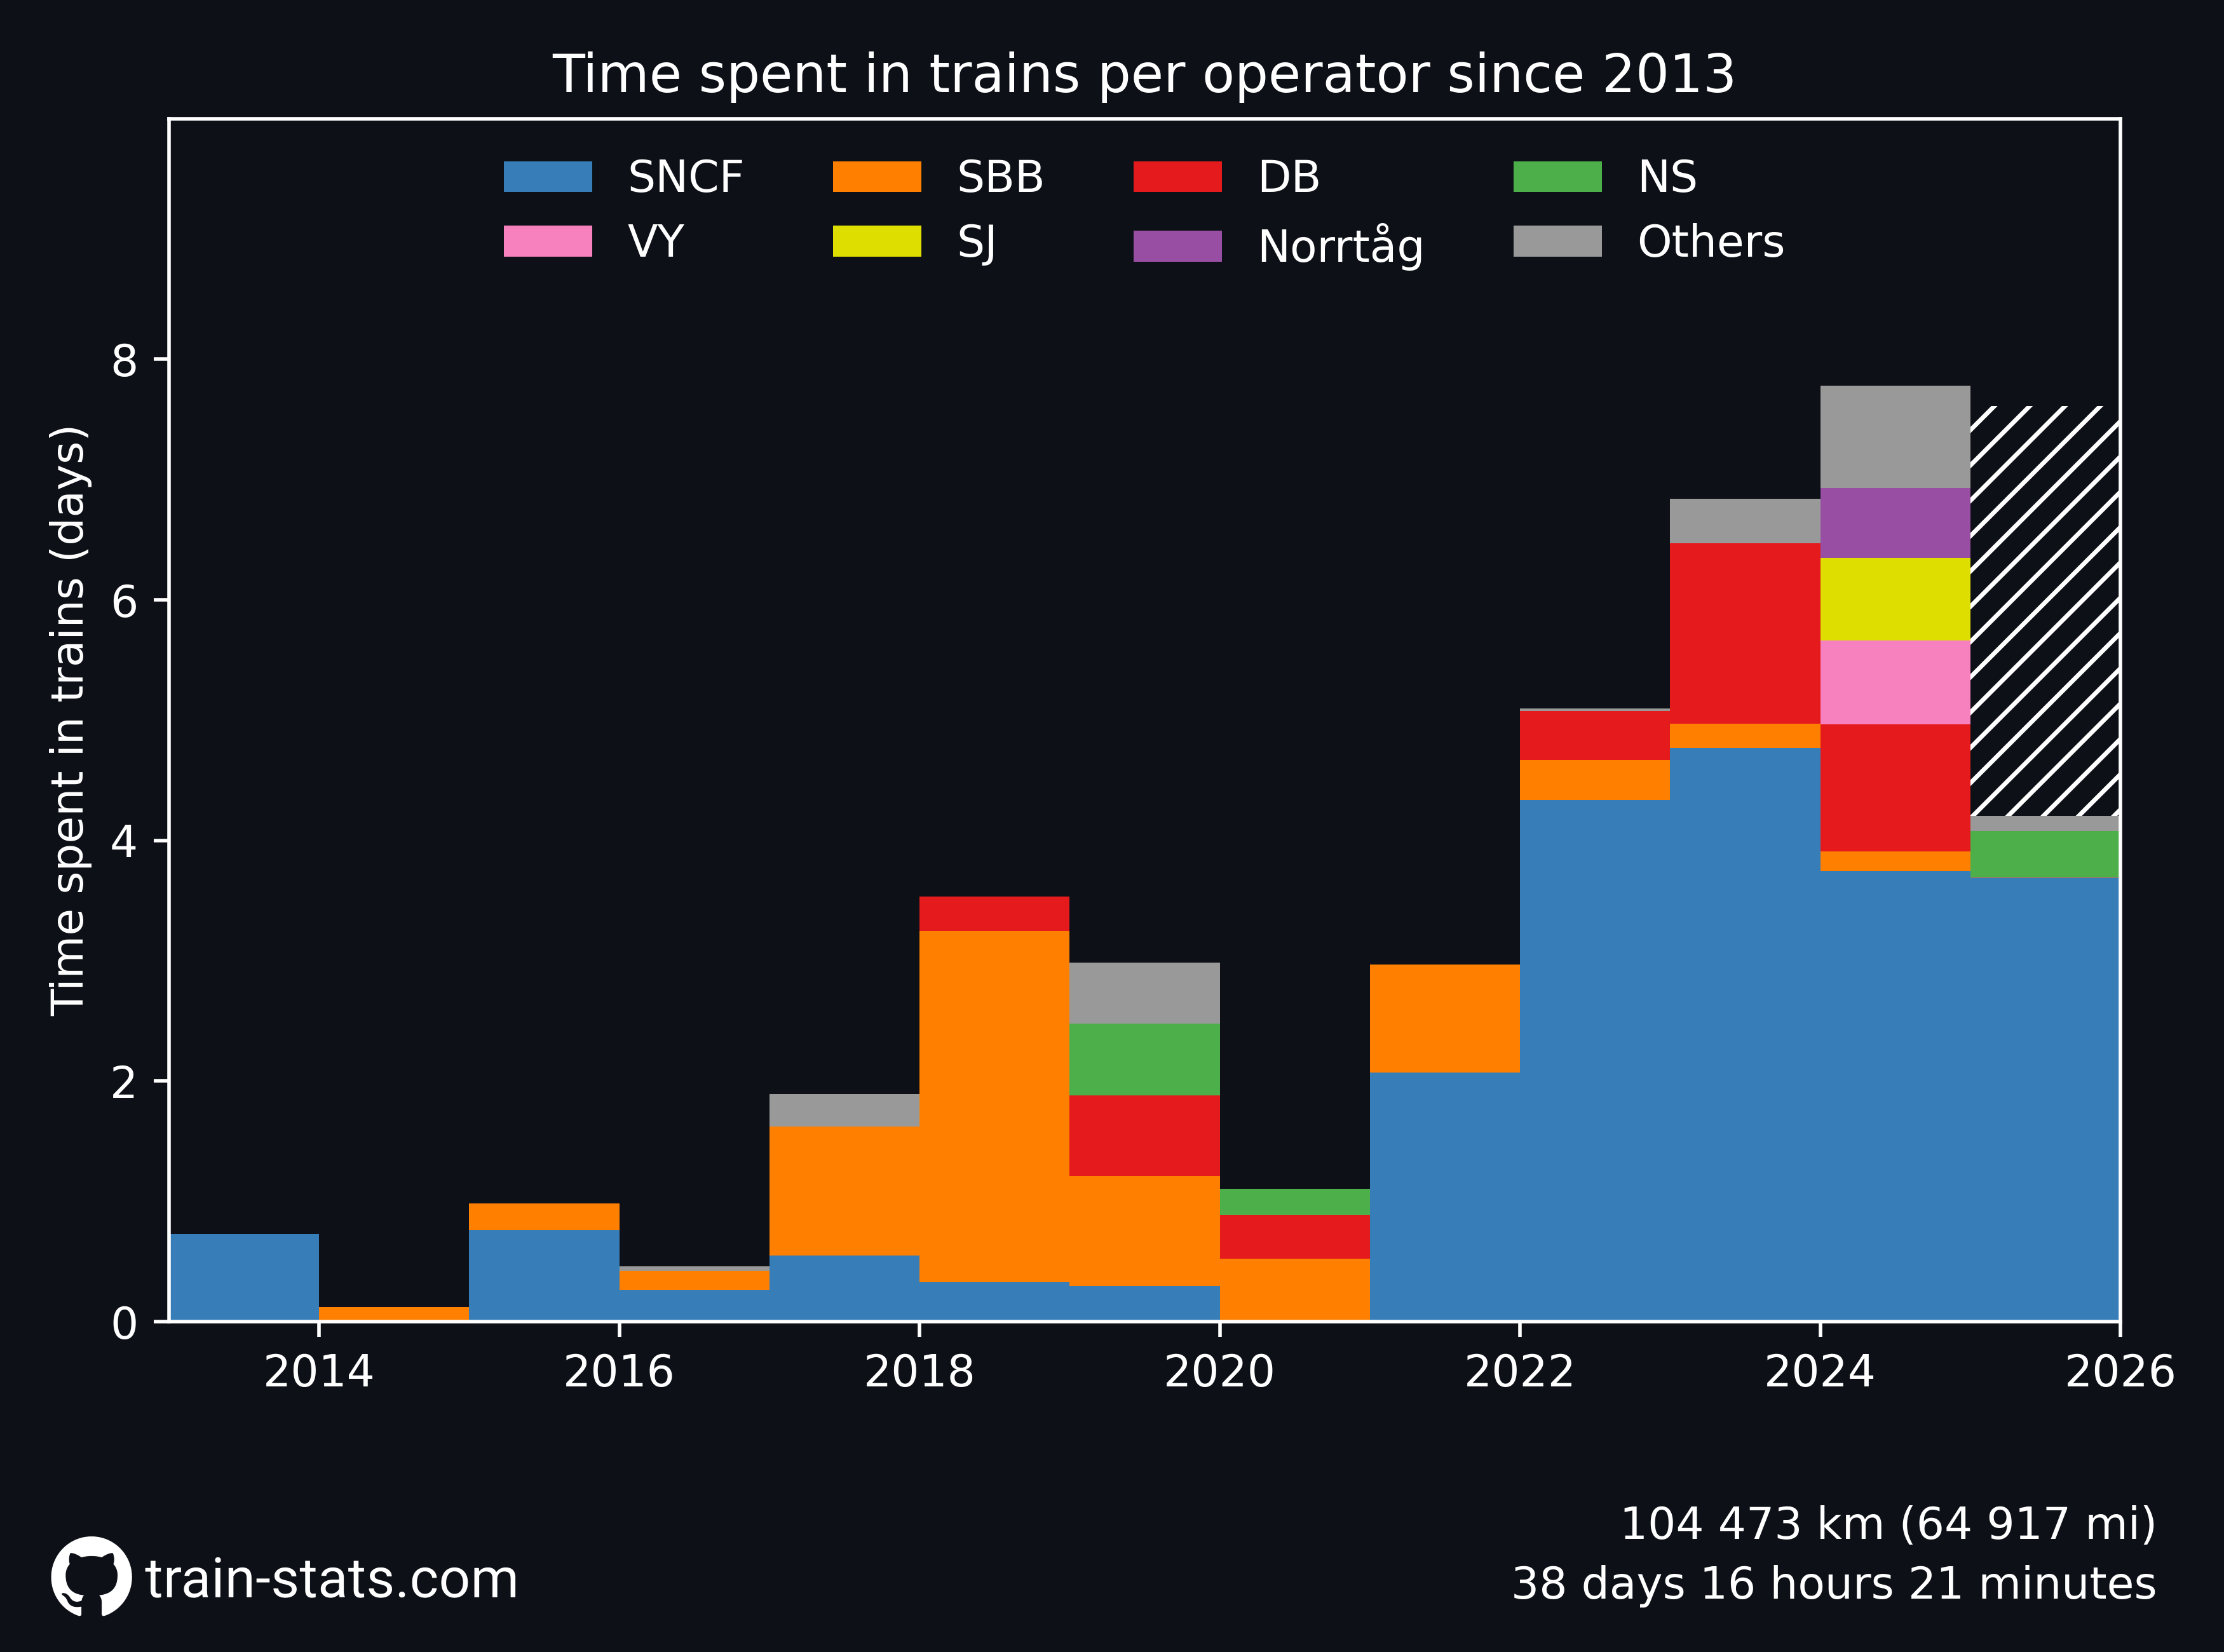 Time spent in trains per operator since 2013
SNCF SBB DB NS
VY SJ Norrtåg Others
Time spent in trains (days)
8
6
4
2
0
2014 2016 2018 2020 2022 2024 2026
104 473 km (64 917 mi)
train-stats.com
38 days 16 hours 21 minutes